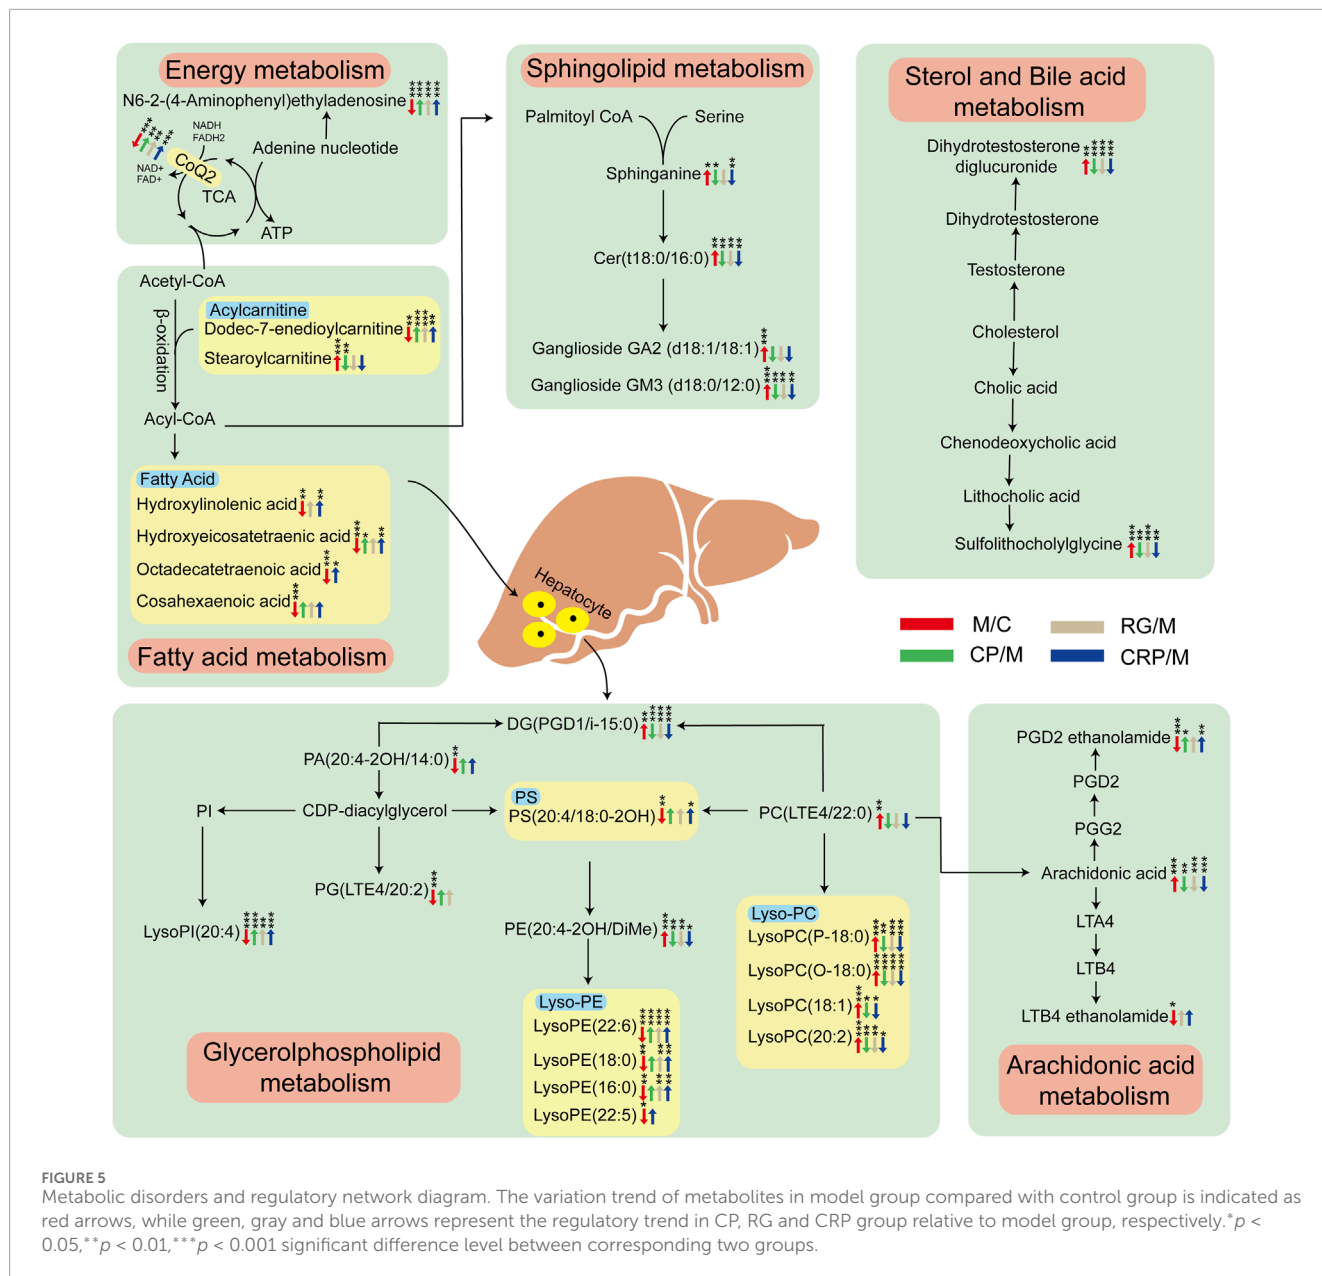 Energy metabolism
N6-2-(4-Aminophenyl)ethyladenosine
NADH
FADH2
Adenine nucleotide
CoQ2
NAD+
FAD+
TCA
ATP
Acetyl-CoA
β-oxidation
Acylcarnitine
Dodec-7-enedioylcarnitine
Stearoylcarnitine
Acyl-CoA
Fatty Acid
Hydroxylinolenic acid
Hydroxyeicosatetraenic acid
Octadecatetraenoic acid
Cosahexaenoic acid
Fatty acid metabolism
Sphingolipid metabolism
Palmitoyl CoA
Serine
Sphinganine
Cer(t18:0/16:0)
Ganglioside GA2 (d18:1/18:1)
Ganglioside GM3 (d18:0/12:0)
Sterol and Bile acid
metabolism
Dihydrotestosterone
diglucuronide
Dihydrotestosterone
Testosterone
Cholesterol
Cholic acid
Chenodeoxycholic acid
Lithocholic acid
Sulfolithocholylglycine
Hepatocyte
M/C
RG/M
CP/M
CRP/M
DG(PGD1/i-15:0)
PA(20:4-2OH/14:0)
PI
CDP-diacylglycerol
PS
PS(20:4/18:0-2OH)
PC(LTE4/22:0)
PG(LTE4/20:2)
LysoPI(20:4)
PE(20:4-2OH/DiMe)
Lyso-PE
LysoPE(22:6)
LysoPE(18:0)
LysoPE(16:0)
LysoPE(22:5)
Lyso-PC
LysoPC(P-18:0)
LysoPC(O-18:0)
LysoPC(18:1)
LysoPC(20:2)
Glycerolphospholipid
metabolism
PGD2 ethanolamide
PGD2
PGG2
Arachidonic acid
LTA4
LTB4
LTB4 ethanolamide
Arachidonic acid
metabolism
FIGURE 5
Metabolic disorders and regulatory network diagram. The variation trend of metabolites in model group compared with control group is indicated as
red arrows, while green, gray and blue arrows represent the regulatory trend in CP, RG and CRP group relative to model group, respectively.*p <
0.05,**p < 0.01,***p < 0.001 significant difference level between corresponding two groups.